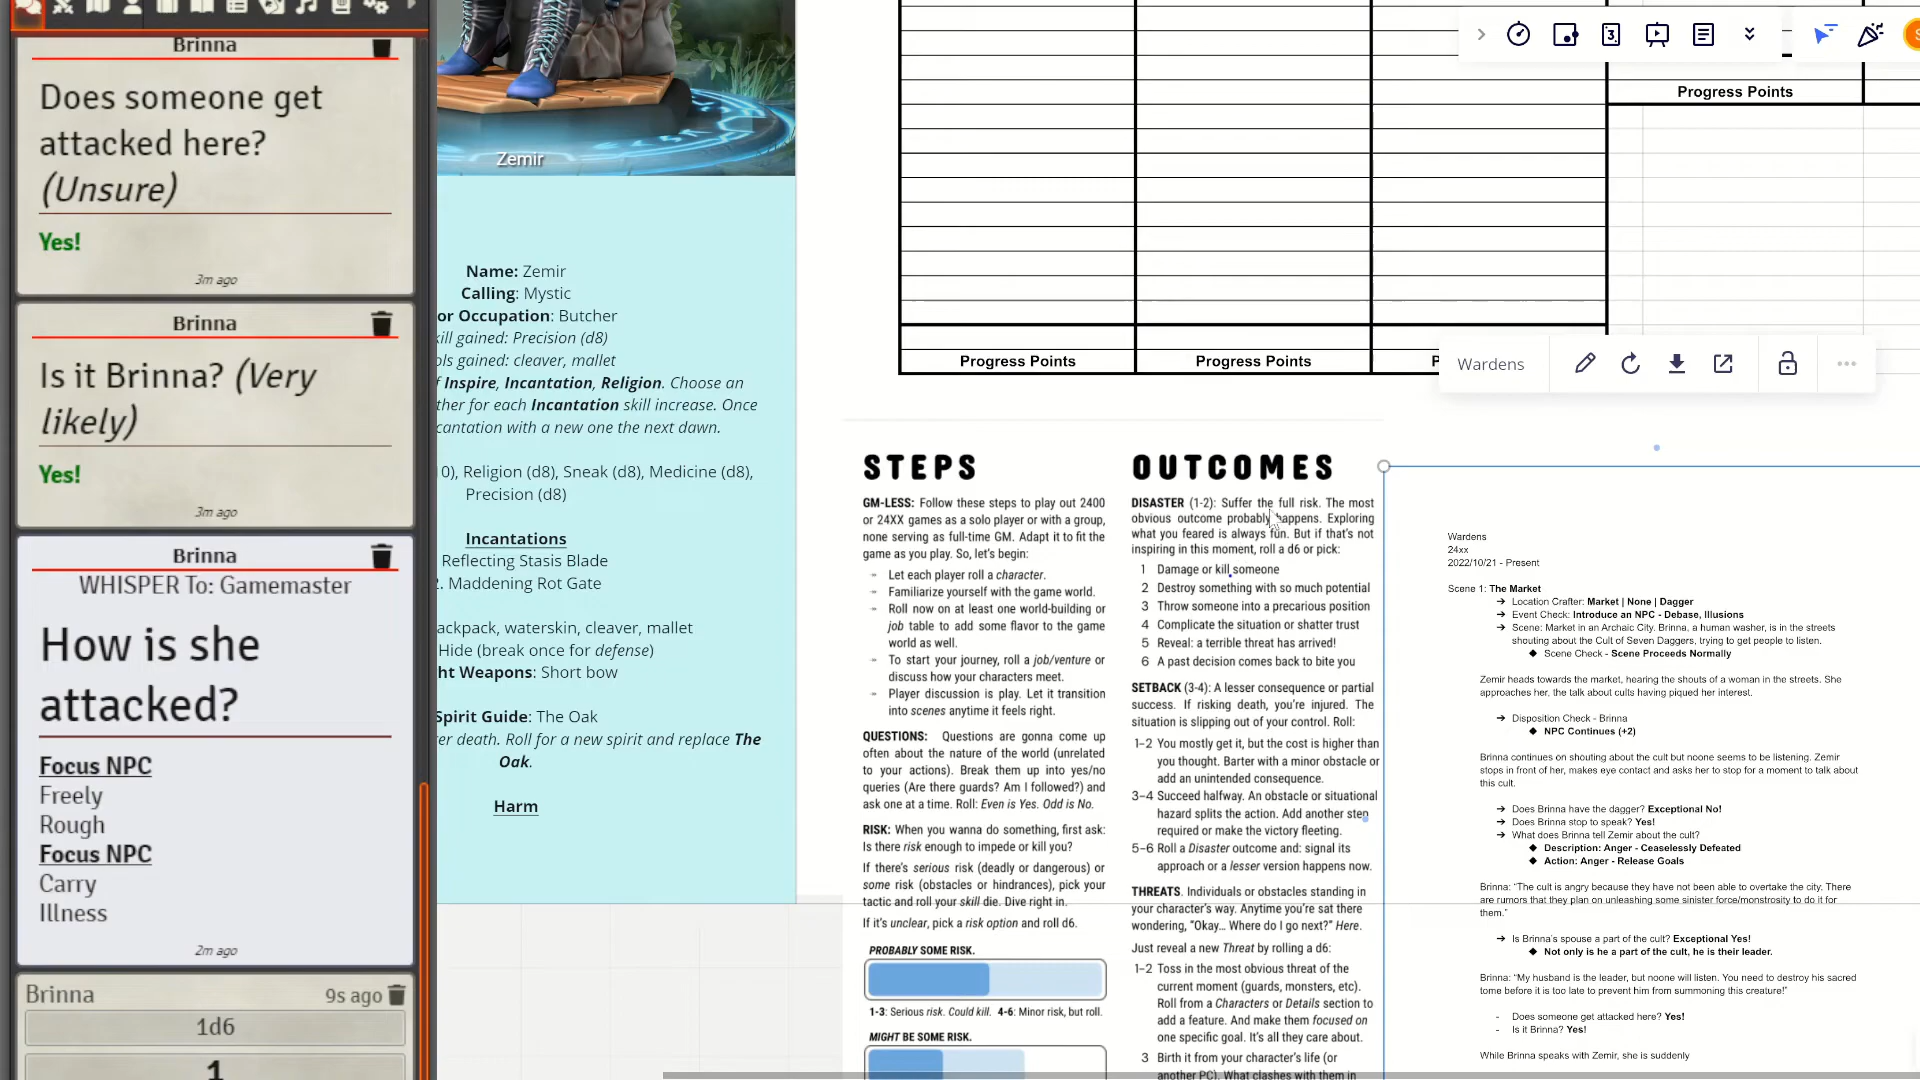 Brinna
Does someone get
attacked here?
(Unsure)
Yes!
3m ago
Brinna
Is it Brinna? (Very
likely)
Yes!
3m ago
Brinna
WHISPER To: Gamemaster
How is she
attacked?
Focus NPC
Freely
Rough
Focus NPC
Carry
Illness
2m ago
Brinna
9s ago
1d6
1
Zemir
Name: Zemir
Calling: Mystic
or Occupation: Butcher
kill gained: Precision (d8)
ols gained: cleaver, mallet
Inspire, Incantation, Religion. Choose an
ther for each Incantation skill increase. Once
cantation with a new one the next dawn.
0), Religion (d8), Sneak (d8), Medicine (d8),
Precision (d8)
Incantations
Reflecting Stasis Blade
2. Maddening Rot Gate
ackpack, waterskin, cleaver, mallet
Hide (break once for defense)
ht Weapons: Short bow
Spirit Guide: The Oak
er death. Roll for a new spirit and replace The
Oak.
Harm
Progress Points
Progress Points
Progress Points
P
Wardens
STEPS
GM-LESS: Follow these steps to play out 2400
or 24XX games as a solo player or with a group,
none serving as full-time GM. Adapt it to fit the
game as you play. So, let's begin:
Let each player roll a character.
Familiarize yourself with the game world.
Roll now on at least one world-building or
job table to add some flavor to the game
world as well.
To start your journey, roll a job/venture or
discuss how your characters meet.
Player discussion is play. Let it transition
into scenes anytime it feels right.
QUESTIONS: Questions are gonna come up
often about the nature of the world (unrelated
to your actions). Break them up into yes/no
queries (Are there guards? Am I followed?) and
ask one at a time. Roll: Even is Yes. Odd is No.
RISK: When you wanna do something, first ask:
Is there risk enough to impede or kill you?
If there's serious risk (deadly or dangerous) or
some risk (obstacles or hindrances), pick your
tactic and roll your skill die. Dive right in.
If it's unclear, pick a risk option and roll d6.
PROBABLY SOME RISK.
1-3: Serious risk. Could kill. 4-6: Minor risk, but roll.
MIGHT BE SOME RISK.
OUTCOMES
DISASTER (1-2): Suffer the full risk. The most
obvious outcome probably happens. Exploring
what you feared is always fun. But if that's not
inspiring in this moment, roll a d6 or pick:
1 Damage or kill someone
2 Destroy something with so much potential
3 Throw someone into a precarious position
4 Complicate the situation or shatter trust
5 Reveal: a terrible threat has arrived!
6 A past decision comes back to bite you
SETBACK (3-4): A lesser consequence or partial
success. If risking death, you're injured. The
situation is slipping out of your control. Roll:
1-2 You mostly get it, but the cost is higher than
you thought. Barter with a minor obstacle or
add an unintended consequence.
3-4 Succeed halfway. An obstacle or situational
hazard splits the action. Add another step
required or make the victory fleeting.
5-6 Roll a Disaster outcome and: signal its
approach or a lesser version happens now.
THREATS. Individuals or obstacles standing in
your character's way. Anytime you're sat there
wondering, "Okay... Where do I go next?" Here.
Just reveal a new Threat by rolling a d6:
1-2 Toss in the most obvious threat of the
current moment (guards, monsters, etc).
Roll from a Characters or Details section to
add a feature. And make them focused on
one specific goal. It's all they care about.
3 Birth it from your character's life (or
another PC). What clashes with them in
Wardens
24xx
2022/10/21 - Present
Scene 1: The Market
Location Crafter: Market | None | Dagger
Event Check: Introduce an NPC - Debase, Illusions
Scene: Market in an Archaic City. Brinna, a human washer, is in the streets
shouting about the Cult of Seven Daggers, trying to get people to listen.
Scene Check - Scene Proceeds Normally
Zemir heads towards the market, hearing the shouts of a woman in the streets. She
approaches her, the talk about cults having piqued her interest.
Disposition Check - Brinna
NPC Continues (+2)
Brinna continues on shouting about the cult but noone seems to be listening. Zemir
stops in front of her, makes eye contact and asks her to stop for a moment to talk about
this cult.
Does Brinna have the dagger? Exceptional No!
Does Brinna stop to speak? Yes!
What does Brinna tell Zemir about the cult?
Description: Anger - Ceaselessly Defeated
Action: Anger - Release Goals
Brinna: "The cult is angry because they have not been able to overtake the city. There
are rumors that they plan on unleashing some sinister force/monstrosity to do it for
them."
Is Brinna's spouse a part of the cult? Exceptional Yes!
Not only is he a part of the cult, he is their leader.
Brinna: "My husband is the leader, but noone will listen. You need to destroy his sacred
tome before it is too late to prevent him from summoning this creature!"
- Does someone get attacked here? Yes!
- Is it Brinna? Yes!
While Brinna speaks with Zemir, she is suddenly